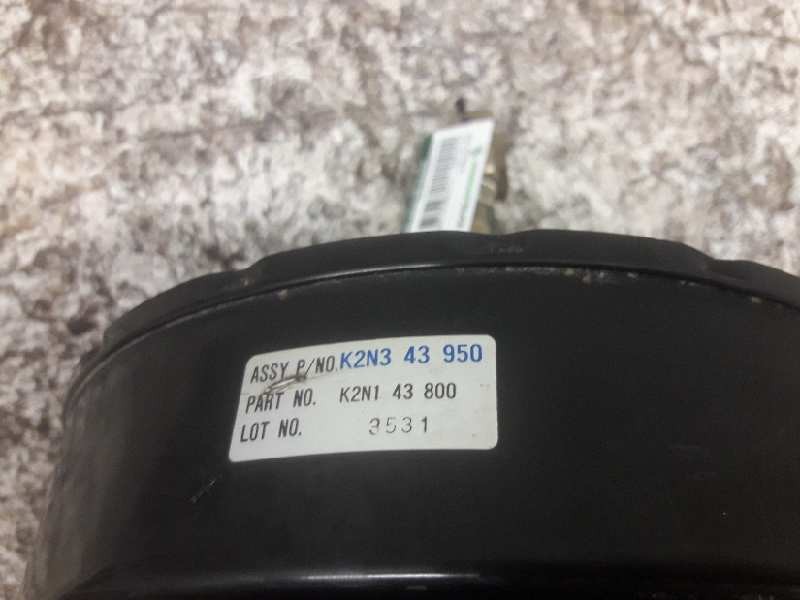 ASSY P/NO. K2N3 43 950
PART NO. K2N1 43 800
LOT NO. 3531